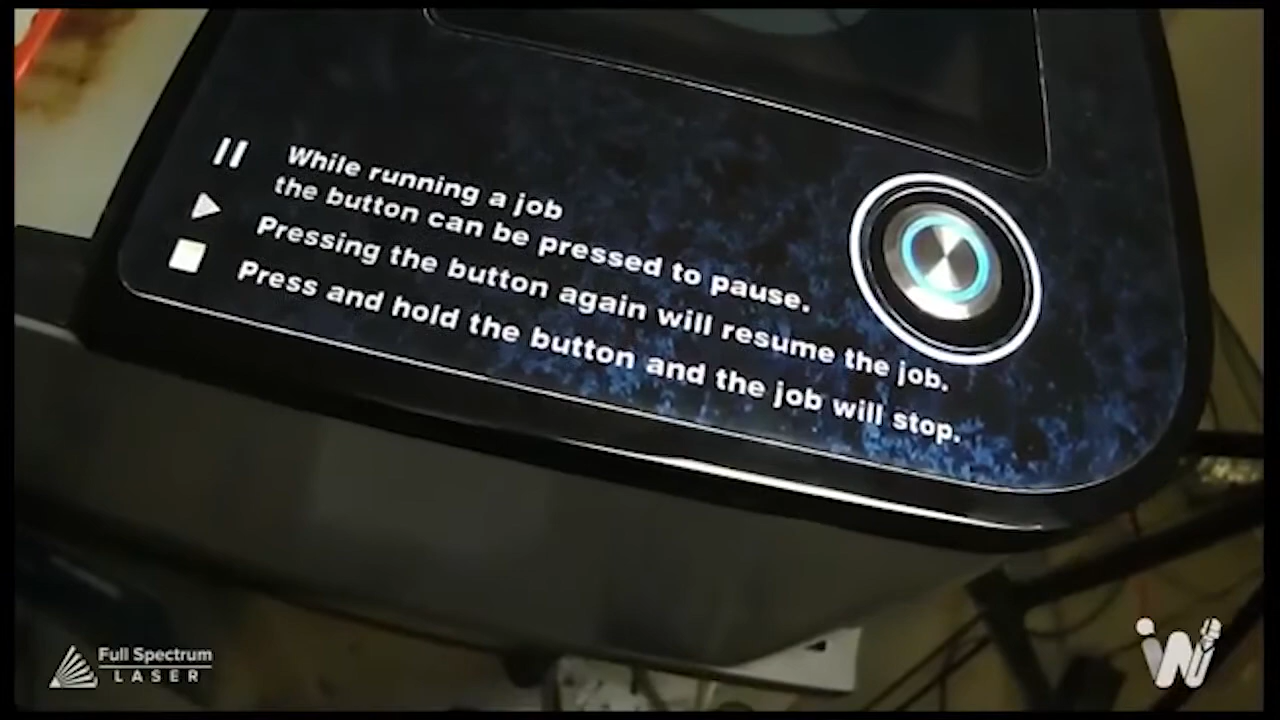 While running a job
the button can be pressed to pause.
Pressing the button again will resume the job.
Press and hold the button and the job will stop.
Full Spectrum
LASER
iW